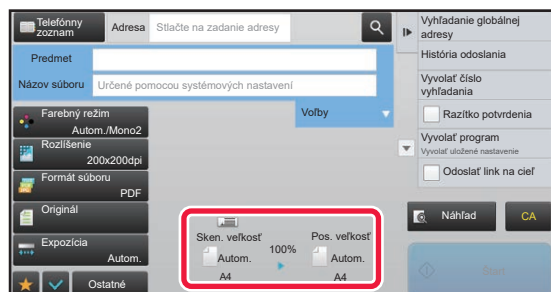 Telefónny
zoznam
Adresa
Stlačte na zadanie adresy
Predmet
Názov súboru
Určené pomocou systémových nastavení
Voľby
Farebný režim
Autom./Mono2
Rozlíšenie
200x200dpi
Formát súboru
PDF
Originál
Expozícia
Autom.
Ostatné
Sken. veľkosť
Autom.
A4
100%
Pos. veľkosť
Autom.
A4
Vyhľadanie globálnej
adresy
História odoslania
Vyvolať číslo
vyhľadania
Razítko potvrdenia
Vyvolať program
Vyvolať uložené nastavenie
Odoslať link na cieľ
Náhľad
CA
Štart